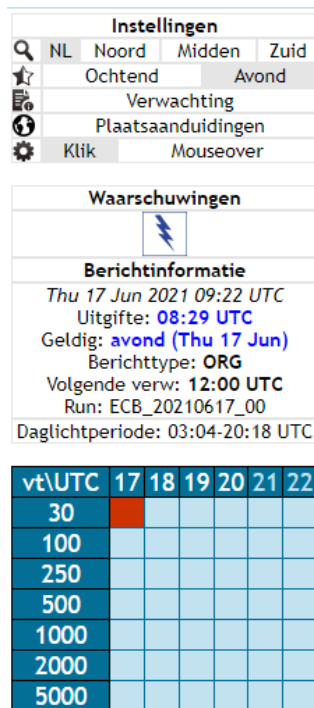 Instellingen
NL Noord Midden Zuid
Ochtend Avond
Verwachting
Plaatsaanduidingen
Klik Mouseover
Waarschuwingen
Berichtinformatie
Thu 17 Jun 2021 09:22 UTC
Uitgifte: 08:29 UTC
Geldig: avond (Thu 17 Jun)
Berichttype: ORG
Volgende verw: 12:00 UTC
Run: ECB_20210617_00
Daglichtperiode: 03:04-20:18 UTC
vt\UTC 17 18 19 20 21 22
30
100
250
500
1000
2000
5000